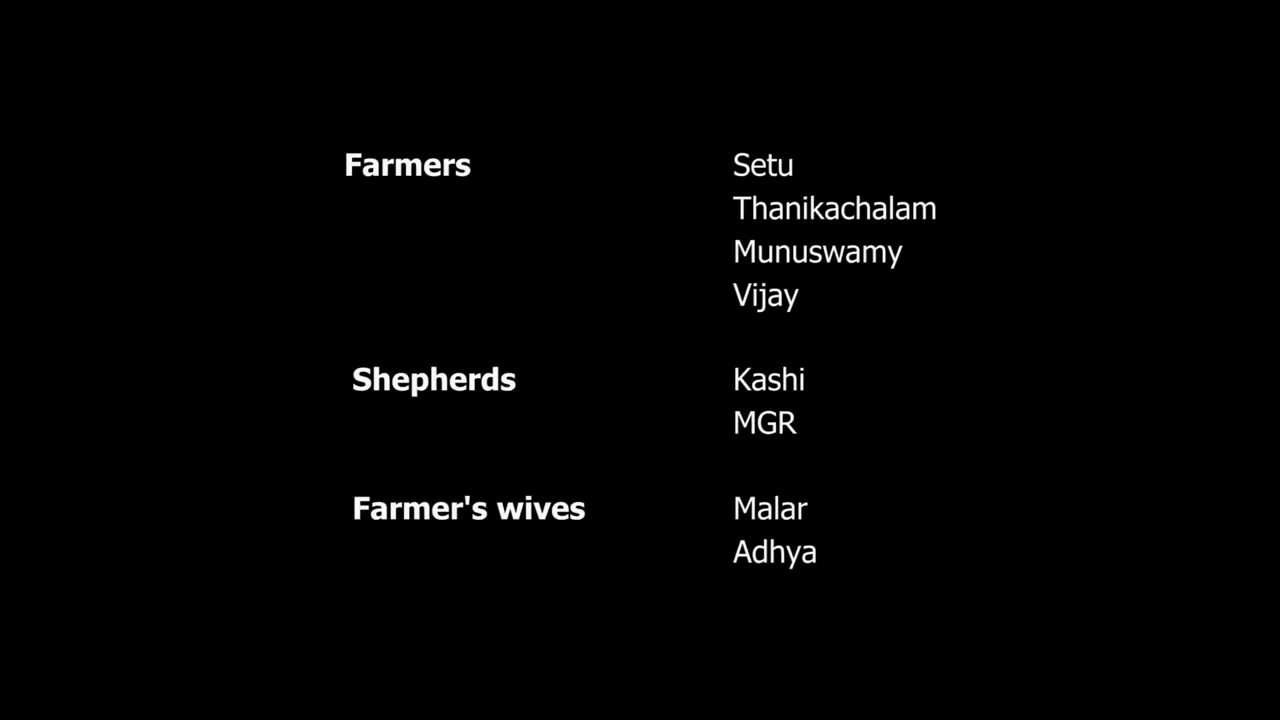 Farmers Setu
Thanikachalam
Munuswamy
Vijay
Shepherds Kashi
MGR
Farmer's wives Malar
Adhya